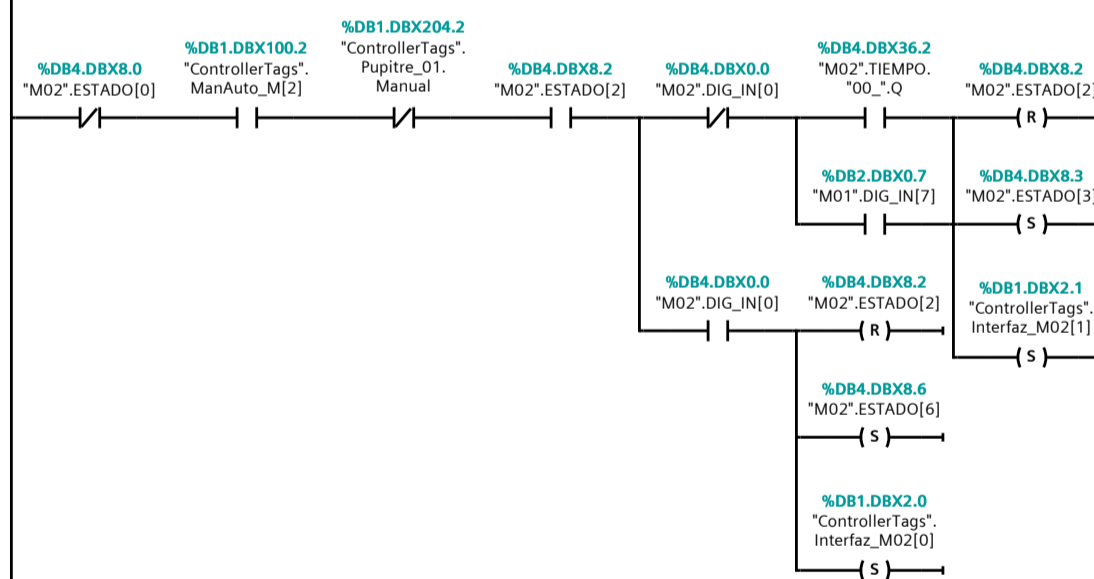 %DB4.DBX8.0
"M02".ESTADO[0]
%DB1.DBX100.2
"ControllerTags".
ManAuto_M[2]
%DB1.DBX204.2
"ControllerTags".
Pupitre_01.
Manual
%DB4.DBX8.2
"M02".ESTADO[2]
%DB4.DBX0.0
"M02".DIG_IN[0]
%DB4.DBX36.2
"M02".TIEMPO.
"00_".Q
%DB4.DBX8.2
"M02".ESTADO[2]
R
%DB2.DBX0.7
"M01".DIG_IN[7]
%DB4.DBX8.3
"M02".ESTADO[3]
S
%DB4.DBX0.0
"M02".DIG_IN[0]
%DB4.DBX8.2
"M02".ESTADO[2]
R
%DB1.DBX2.1
"ControllerTags".
Interfaz_M02[1]
S
%DB4.DBX8.6
"M02".ESTADO[6]
S
%DB1.DBX2.0
"ControllerTags".
Interfaz_M02[0]
S